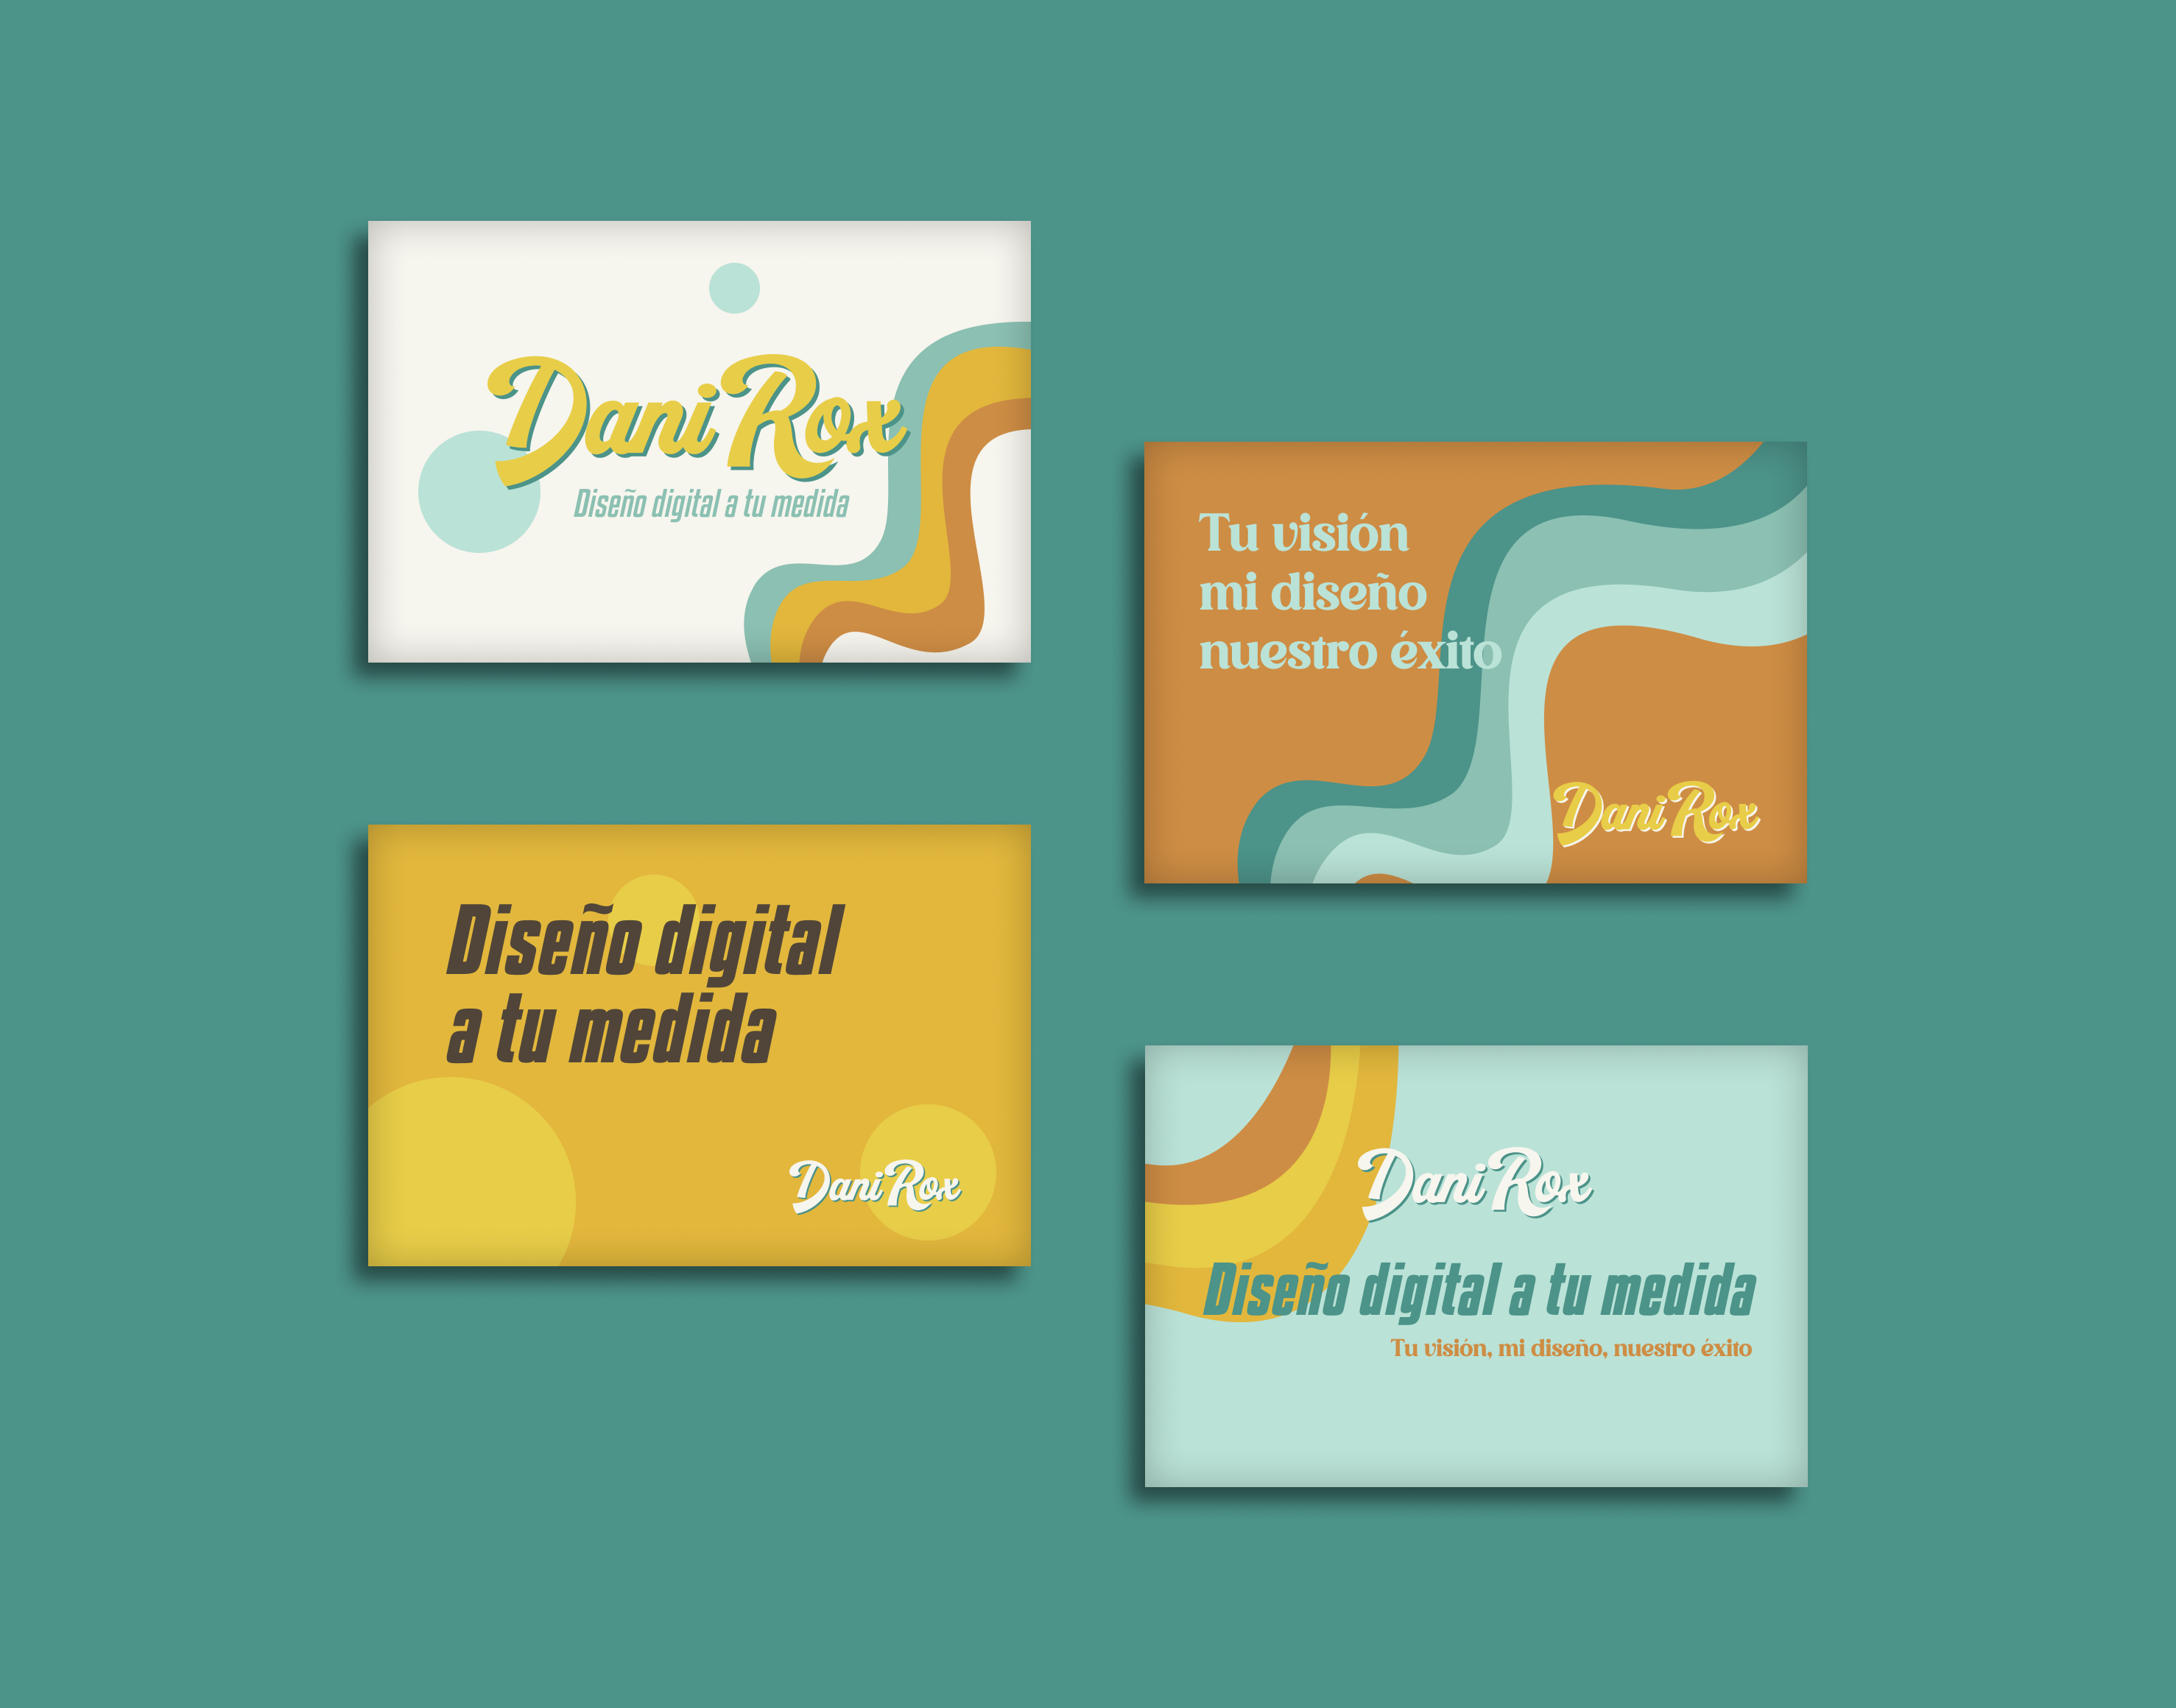 Dani Rox
Diseño digital a tu medida
Tu visión
mi diseño
nuestro éxito
Dani Rox
Diseño digital
a tu medida
Dani Rox
Dani Rox
Diseño digital a tu medida
Tu visión, mi diseño, nuestro éxito